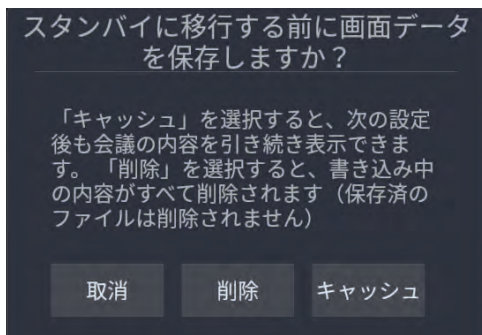 スタンバイに移行する前に画面データ
を保存しますか？
「キャッシュ」を選択すると、次の設定
後も会議の内容を引き続き表示できま
す。 「削除」を選択すると、書き込み中
の内容がすべて削除されます（保存済の
ファイルは削除されません）
取消 削除 キャッシュ